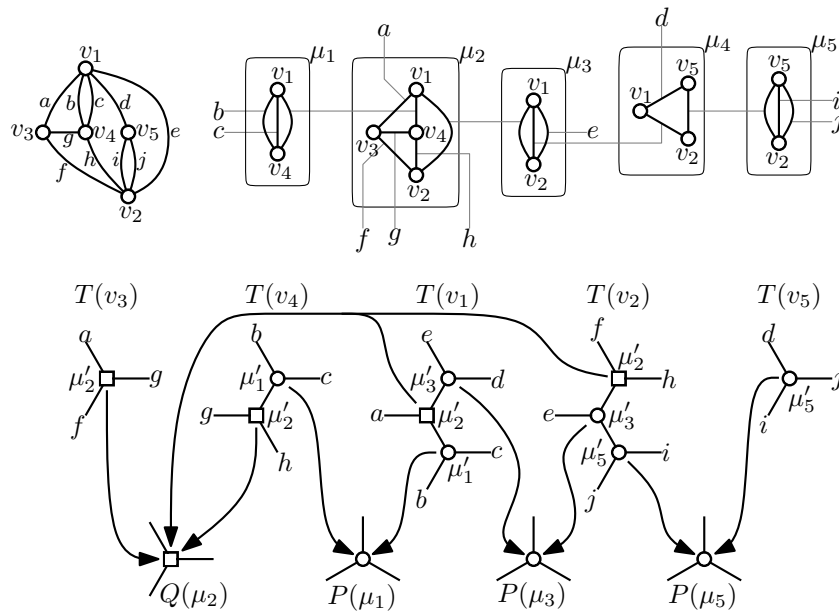 v₁
a b c d
v₃ g v₄ v₅ e
h i j
f
v₂
μ₁
v₁
b
c
v₄
a
μ₂
v₁
v₃ v₄
v₂
f g h
μ₃
v₁
e
v₂
d
μ₄
v₁ v₅
v₂
μ₅
v₅
i
j
v₂
T(v₃) T(v₄) T(v₁) T(v₂) T(v₅)
a
μ′₂ g
f
b
μ′₁ c
g μ′₂
h
e
μ′₃ d
a μ′₂
μ′₁ c
b
f
μ′₂
h
e μ′₃
μ′₅ i
j
d
μ′₅ j
i
Q(μ₂) P(μ₁) P(μ₃) P(μ₅)